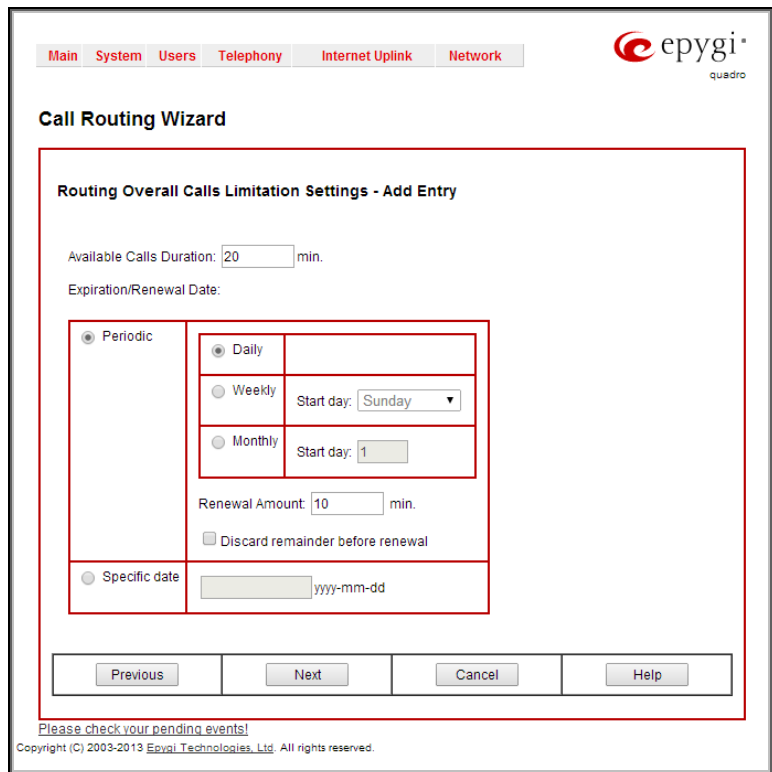 Main System Users Telephony Internet Uplink Network
epygi
quadro
Call Routing Wizard
Routing Overall Calls Limitation Settings - Add Entry
Available Calls Duration: 20 min.
Expiration/Renewal Date:
Periodic
Daily
Weekly Start day: Sunday
Monthly Start day: 1
Renewal Amount: 10 min.
Discard remainder before renewal
Specific date yyyy-mm-dd
Previous Next Cancel Help
Please check your pending events!
Copyright (C) 2003-2013 Epygi Technologies, Ltd. All rights reserved.